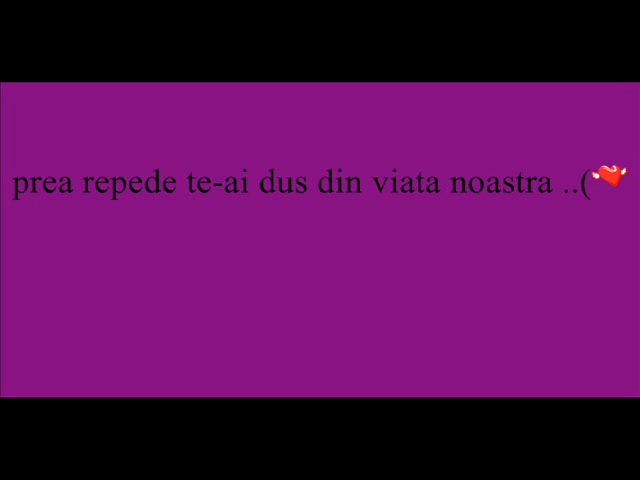 prea repede te-ai dus din viata noastra ..(